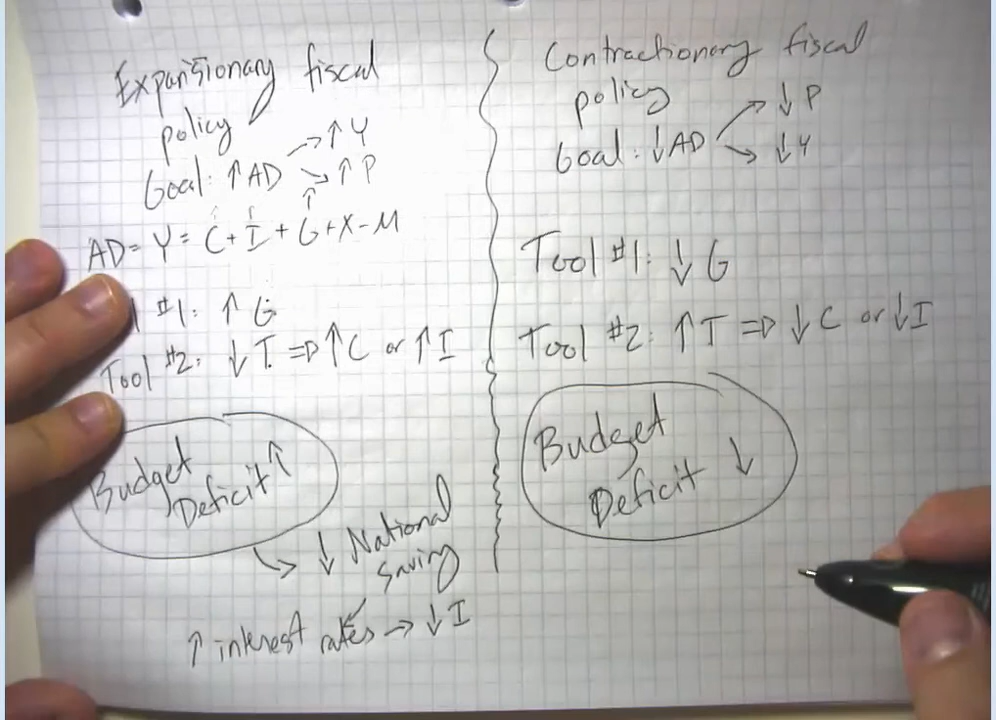 Expansionary fiscal
policy
Goal: ↑ AD → ↑ Y
→ ↑ P
↑ ↑ ↑
AD = Y = C + I + G + X - M
#1: ↑ G
Tool #2: ↓ T. ⇒ ↑ C or ↑ I
Budget
Deficit ↑
↓ National
Saving
↑ interest rates → ↓ I
Contractionary fiscal
policy
Goal: ↓ AD → ↓ P
→ ↓ Y
Tool #1: ↓ G
Tool #2: ↑ T ⇒ ↓ C or ↓ I
Budget
Deficit ↓